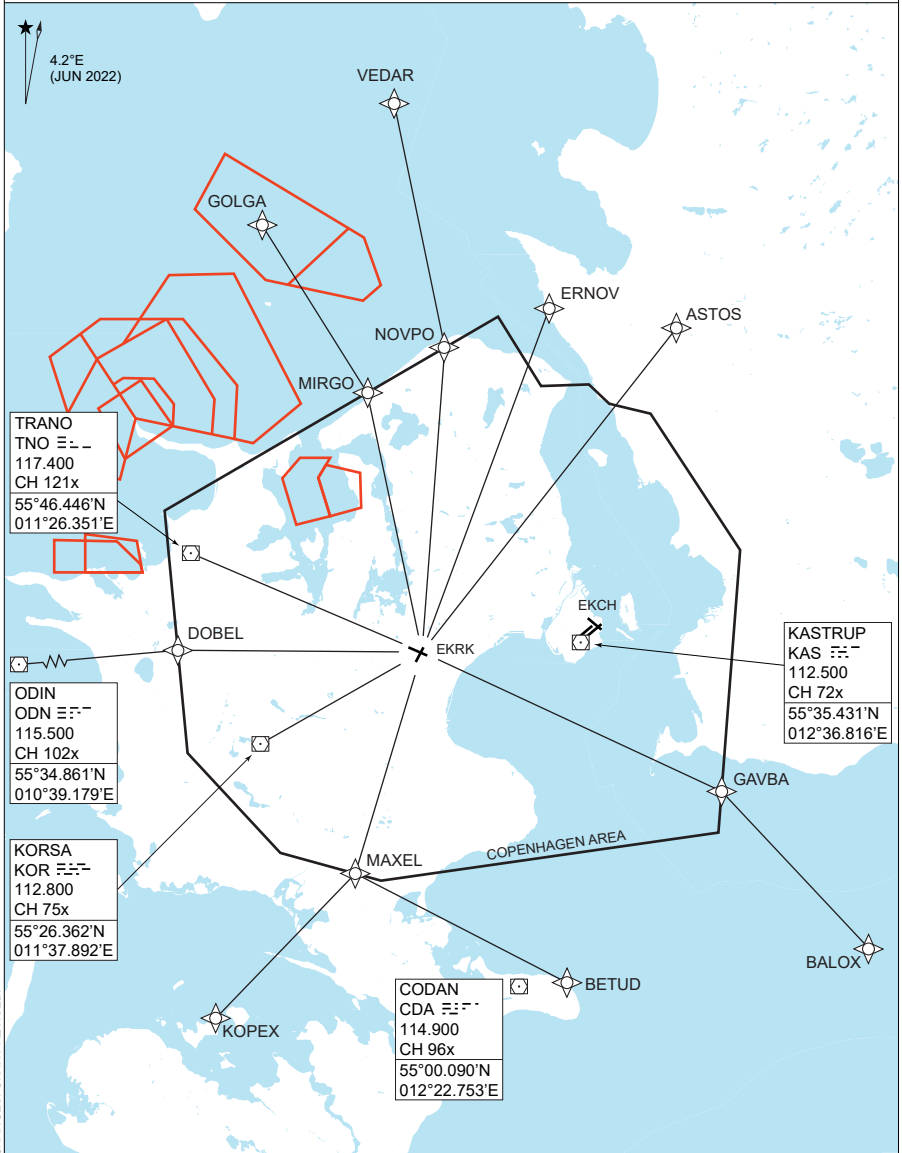 4.2°E
(JUN 2022)
VEDAR
GOLGA
ERNOV
ASTOS
NOVPO
MIRGO
TRANO
TNO
117.400
CH 121x
55°46.446'N
011°26.351'E
EKCH
DOBEL
EKRK
KASTRUP
KAS
112.500
CH 72x
55°35.431'N
012°36.816'E
ODIN
ODN
115.500
CH 102x
55°34.861'N
010°39.179'E
GAVBA
COPENHAGEN AREA
KORSA
KOR
112.800
CH 75x
55°26.362'N
011°37.892'E
MAXEL
BALOX
BETUD
CODAN
CDA
114.900
CH 96x
55°00.090'N
012°22.753'E
KOPEX